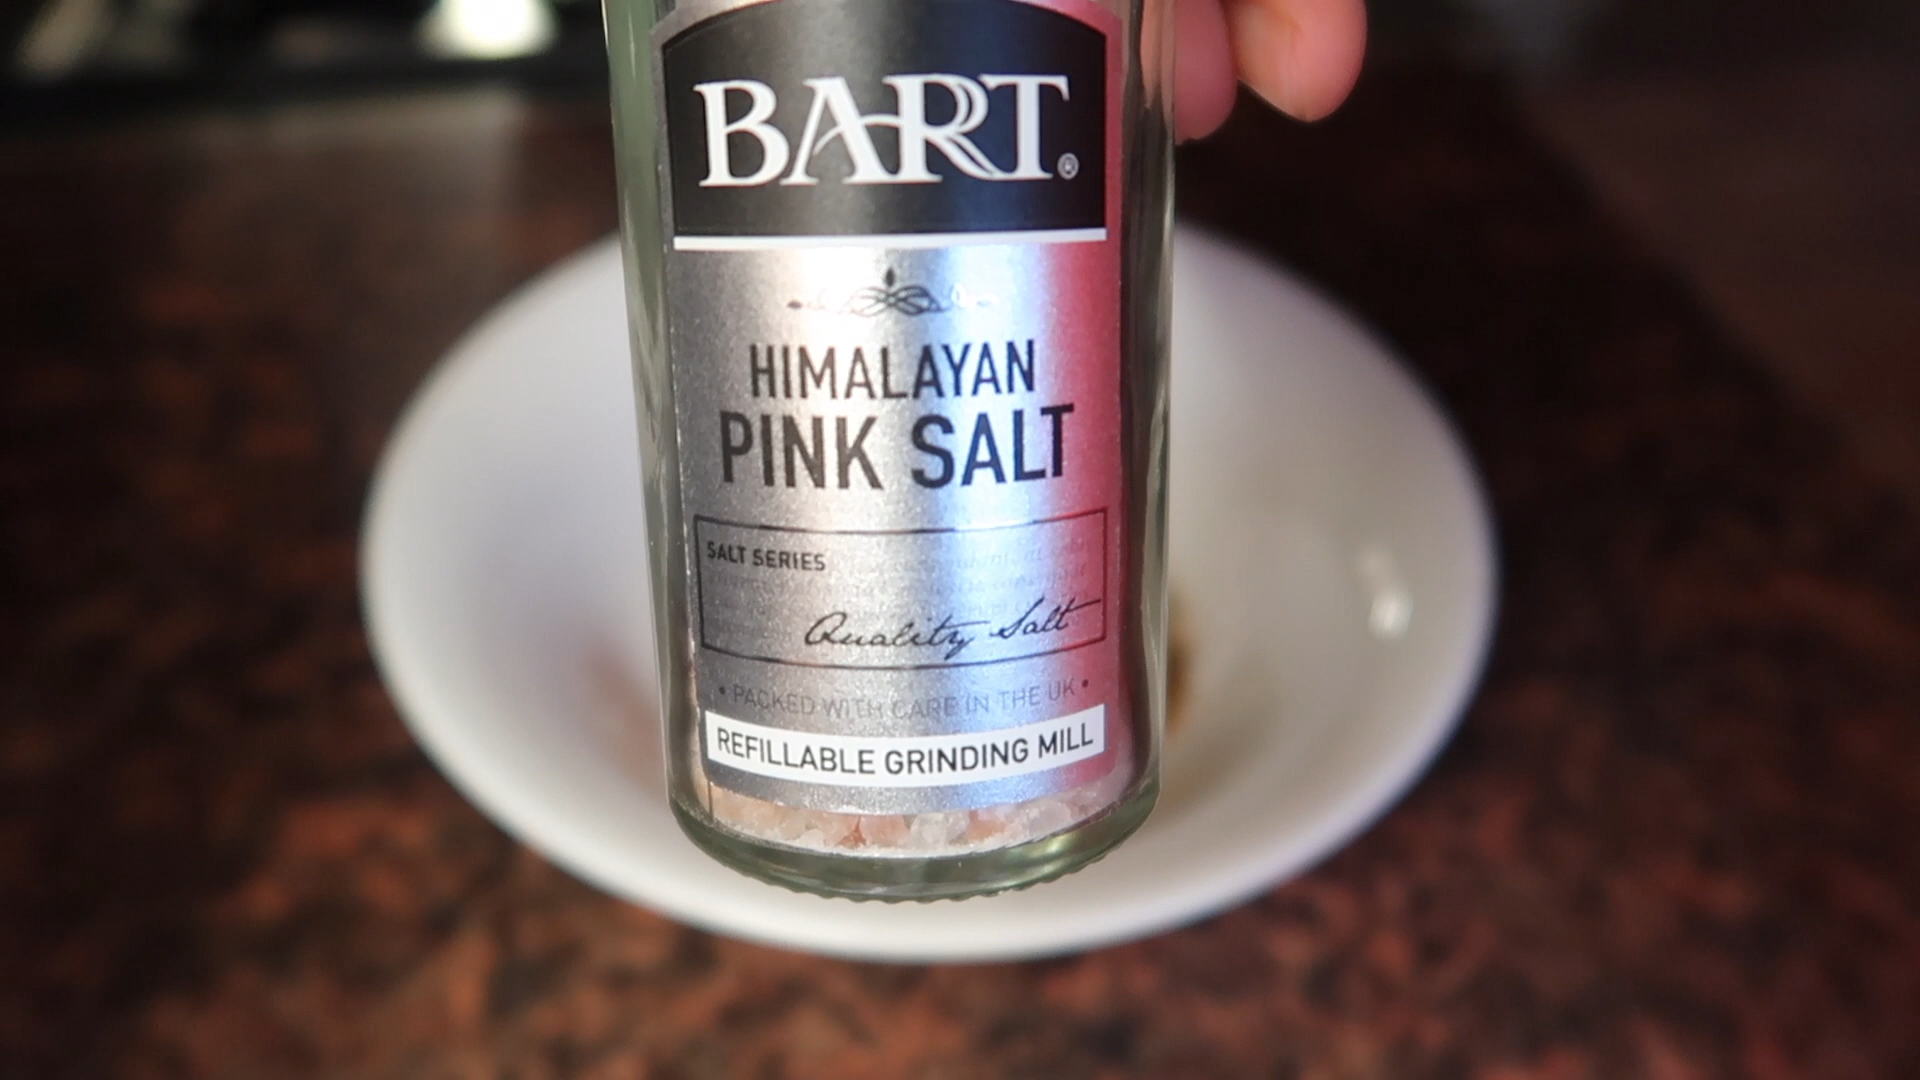 BART®
HIMALAYAN
PINK SALT
SALT SERIES
Quality Salt
• PACKED WITH CARE IN THE UK •
REFILLABLE GRINDING MILL